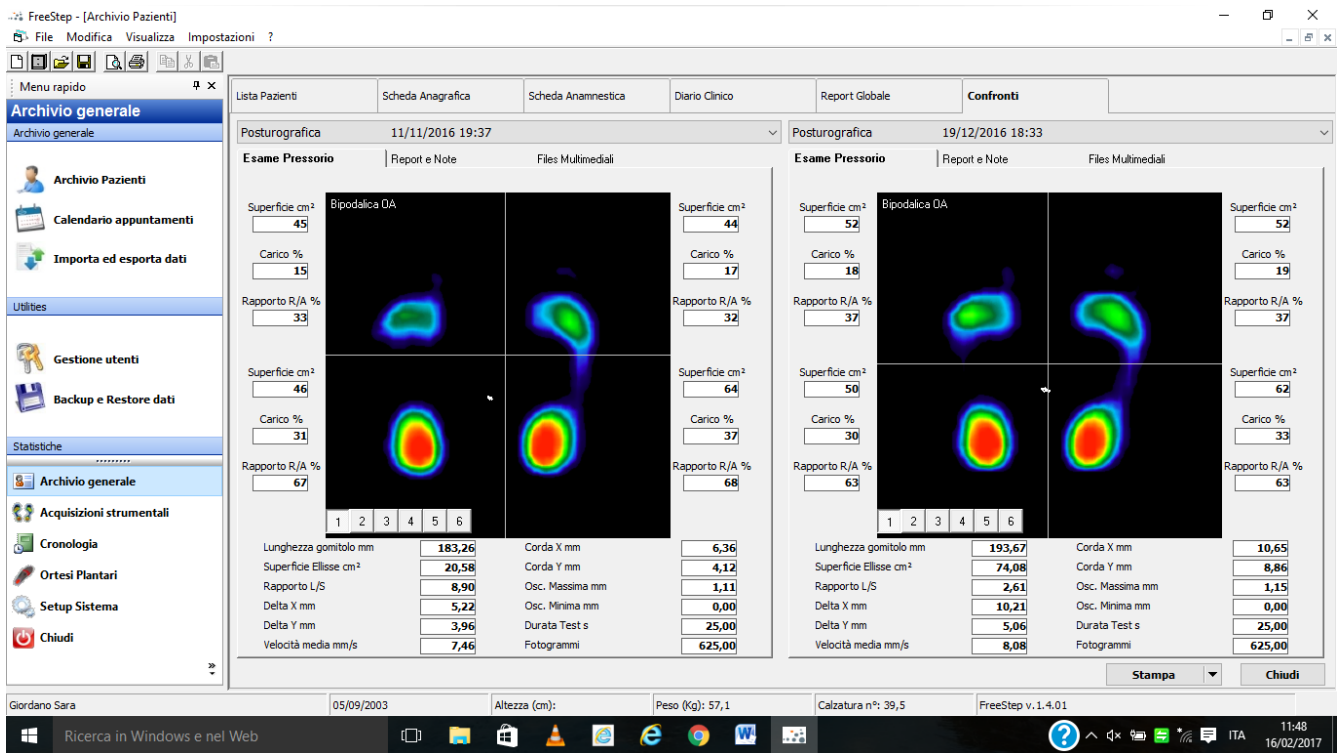 FreeStep - [Archivio Pazienti]
File Modifica Visualizza Impostazioni ?
Menu rapido
Archivio generale
Archivio generale
Archivio Pazienti
Calendario appuntamenti
Importa ed esporta dati
Utilities
Gestione utenti
Backup e Restore dati
Statistiche
Archivio generale
Acquisizioni strumentali
Cronologia
Ortesi Plantari
Setup Sistema
Chiudi
Lista Pazienti Scheda Anagrafica Scheda Anamnestica Diario Clinico Report Globale Confronti
Posturografica 11/11/2016 19:37
Esame Pressorio Report e Note Files Multimediali
Bipodalica OA
Superficie cm²
45
Carico %
15
Rapporto R/A %
33
Superficie cm²
46
Carico %
31
Rapporto R/A %
67
Superficie cm²
44
Carico %
17
Rapporto R/A %
32
Superficie cm²
64
Carico %
37
Rapporto R/A %
68
1 2 3 4 5 6
Lunghezza gomitolo mm 183,26 Corda X mm 6,36
Superficie Ellisse cm² 20,58 Corda Y mm 4,12
Rapporto L/S 8,90 Osc. Massima mm 1,11
Delta X mm 5,22 Osc. Minima mm 0,00
Delta Y mm 3,96 Durata Test s 25,00
Velocità media mm/s 7,46 Fotogrammi 625,00
Posturografica 19/12/2016 18:33
Esame Pressorio Report e Note Files Multimediali
Bipodalica OA
Superficie cm²
52
Carico %
18
Rapporto R/A %
37
Superficie cm²
50
Carico %
30
Rapporto R/A %
63
Superficie cm²
52
Carico %
19
Rapporto R/A %
37
Superficie cm²
62
Carico %
33
Rapporto R/A %
63
1 2 3 4 5 6
Lunghezza gomitolo mm 193,67 Corda X mm 10,65
Superficie Ellisse cm² 74,08 Corda Y mm 8,86
Rapporto L/S 2,61 Osc. Massima mm 1,15
Delta X mm 10,21 Osc. Minima mm 0,00
Delta Y mm 5,06 Durata Test s 25,00
Velocità media mm/s 8,08 Fotogrammi 625,00
Stampa Chiudi
Giordano Sara 05/09/2003 Altezza (cm): Peso (Kg): 57,1 Calzatura n°: 39,5 FreeStep v.1.4.01
Ricerca in Windows e nel Web
ITA
11:48
16/02/2017